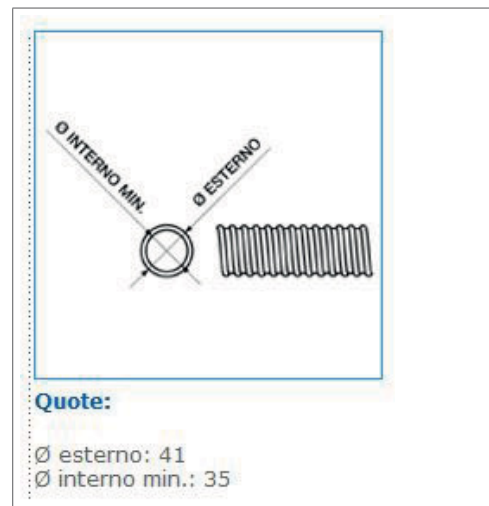 Ø INTERNO MIN.
Ø ESTERNO
Quote:
Ø esterno: 41
Ø interno min.: 35